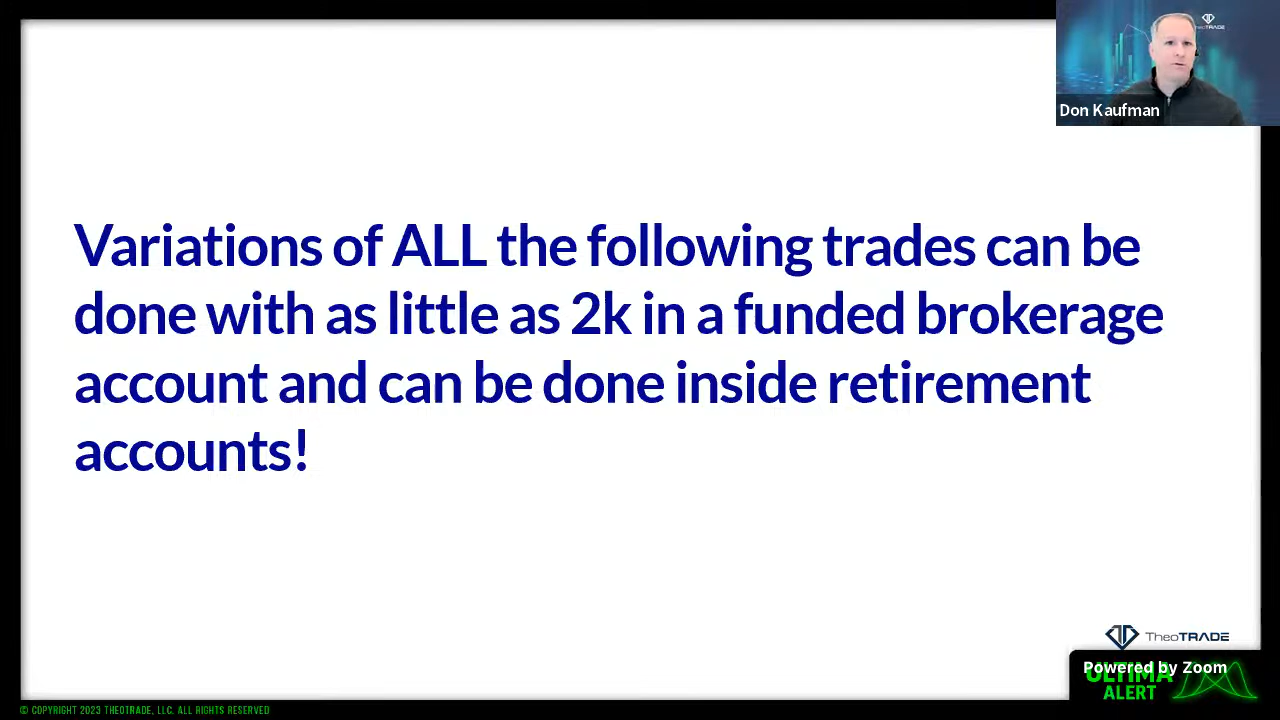 TheoTRADE
Don Kaufman
Variations of ALL the following trades can be
done with as little as 2k in a funded brokerage
account and can be done inside retirement
accounts!
TheoTRADE
Powered by Zoom
ULTIMA
ALERT
© COPYRIGHT 2023 THEOTRADE, LLC. ALL RIGHTS RESERVED